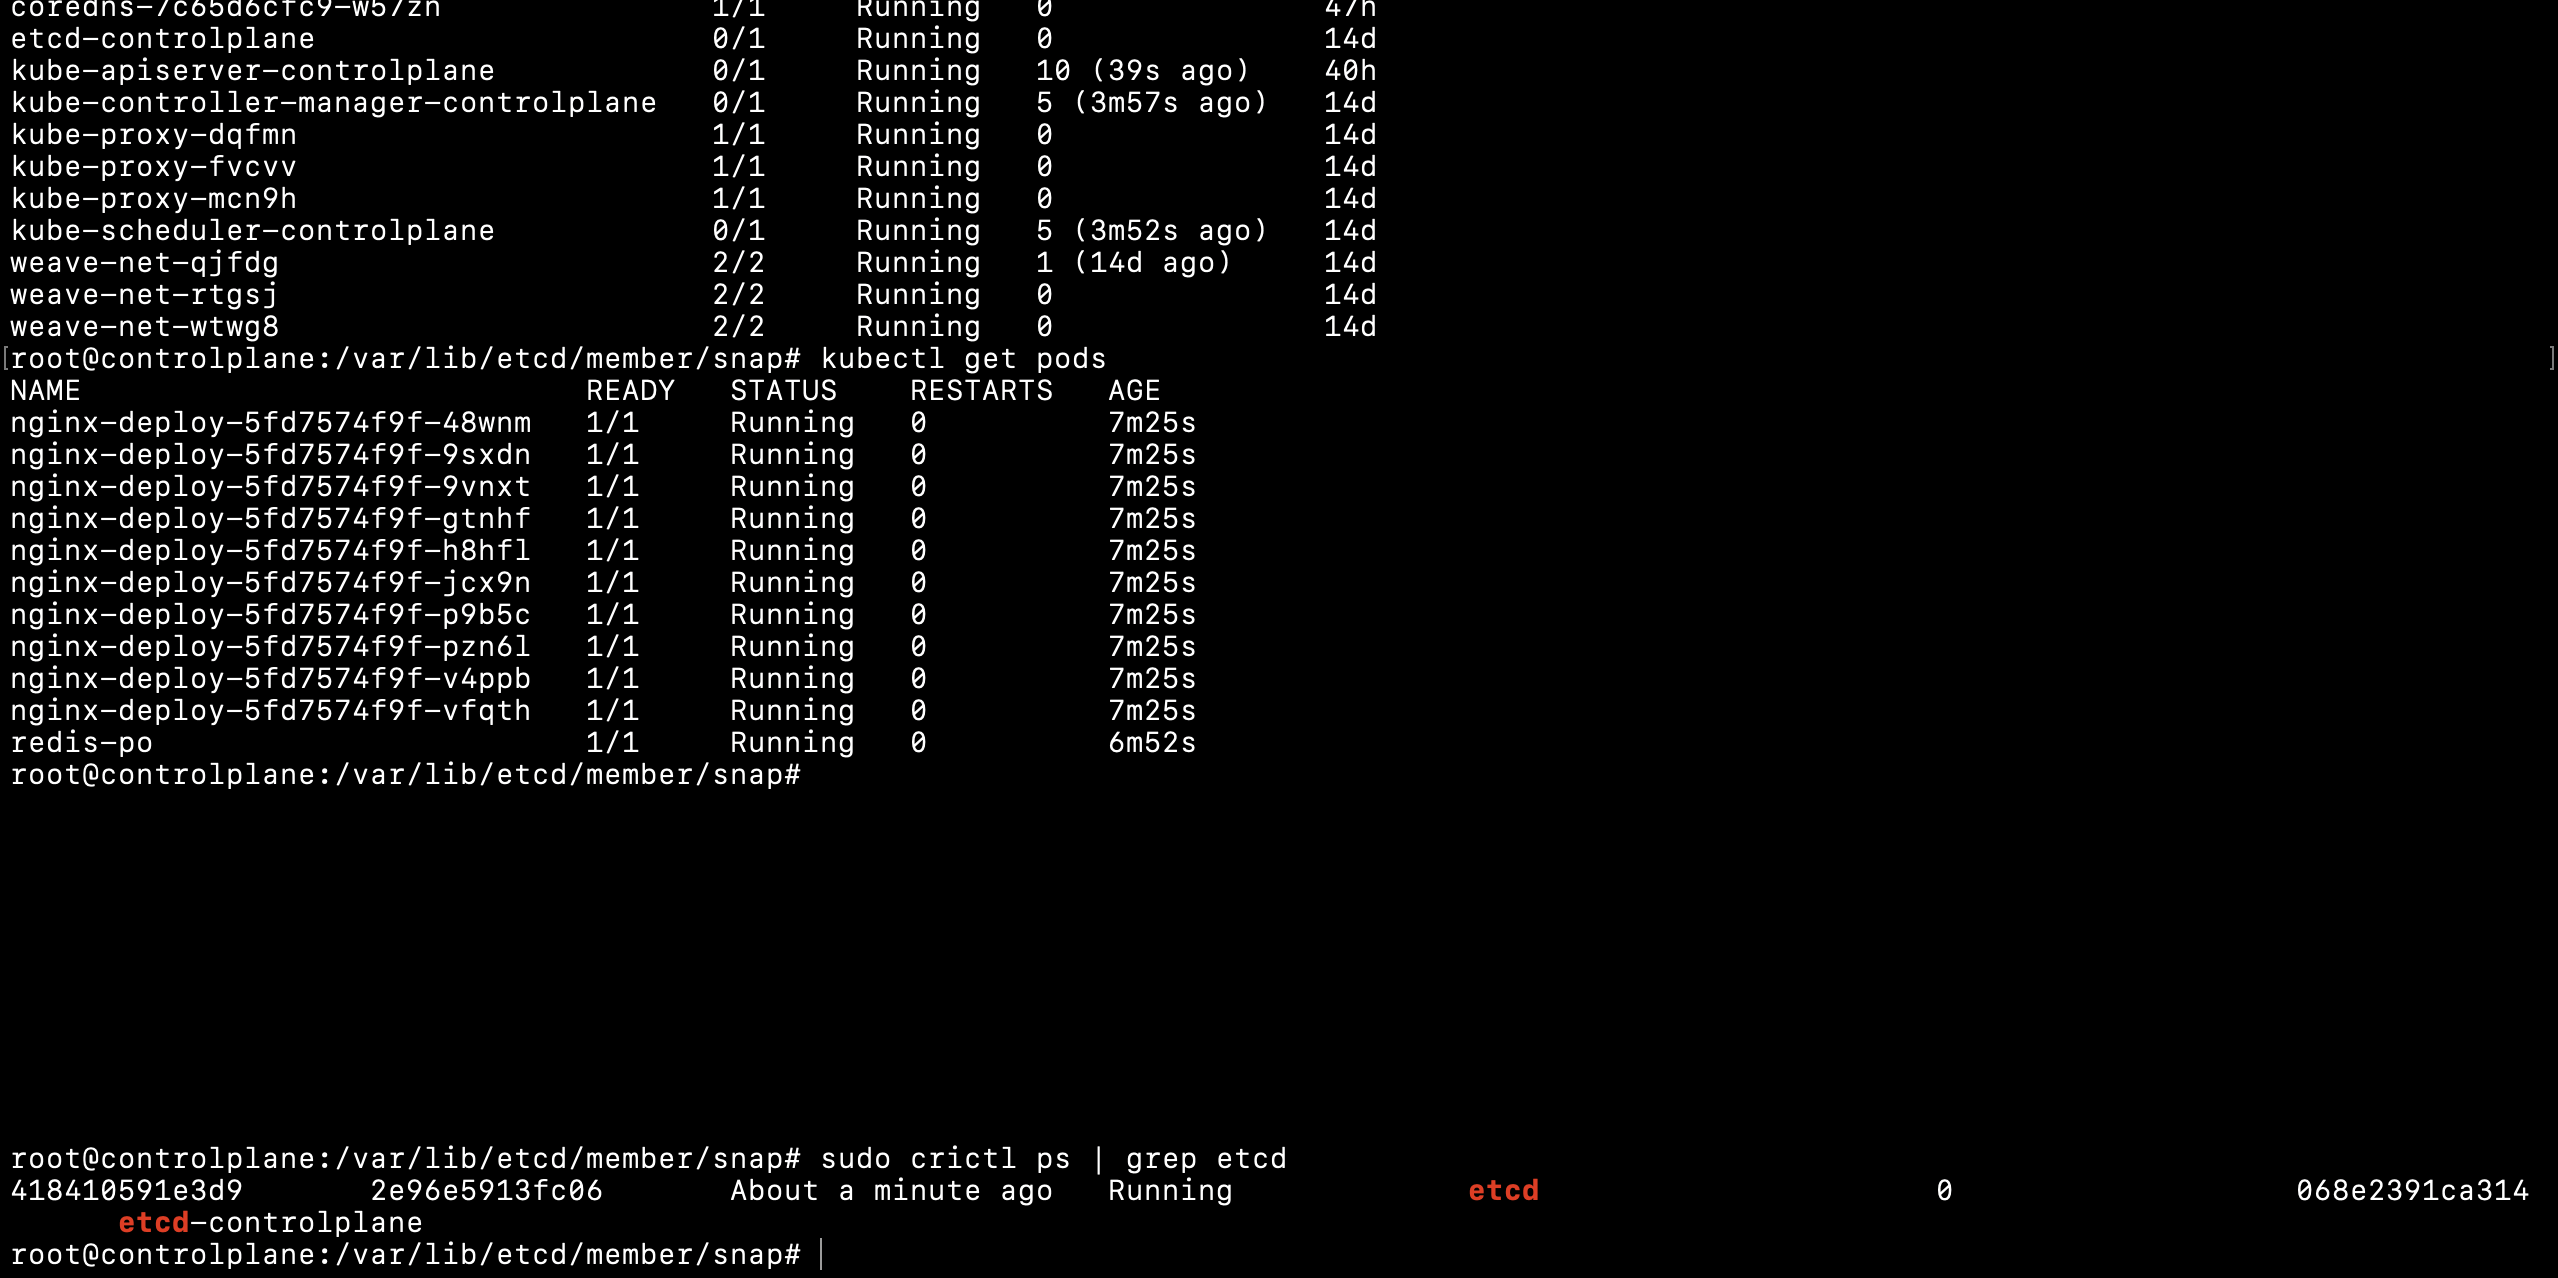 coredns-7c65d6cfc9-w57zn 1/1 Running 0 47h
etcd-controlplane 0/1 Running 0 14d
kube-apiserver-controlplane 0/1 Running 10 (39s ago) 40h
kube-controller-manager-controlplane 0/1 Running 5 (3m57s ago) 14d
kube-proxy-dqfmn 1/1 Running 0 14d
kube-proxy-fvcvv 1/1 Running 0 14d
kube-proxy-mcn9h 1/1 Running 0 14d
kube-scheduler-controlplane 0/1 Running 5 (3m52s ago) 14d
weave-net-qjfdg 2/2 Running 1 (14d ago) 14d
weave-net-rtgsj 2/2 Running 0 14d
weave-net-wtwg8 2/2 Running 0 14d
[root@controlplane:/var/lib/etcd/member/snap# kubectl get pods ]
NAME READY STATUS RESTARTS AGE
nginx-deploy-5fd7574f9f-48wnm 1/1 Running 0 7m25s
nginx-deploy-5fd7574f9f-9sxdn 1/1 Running 0 7m25s
nginx-deploy-5fd7574f9f-9vnxt 1/1 Running 0 7m25s
nginx-deploy-5fd7574f9f-gtnhf 1/1 Running 0 7m25s
nginx-deploy-5fd7574f9f-h8hfl 1/1 Running 0 7m25s
nginx-deploy-5fd7574f9f-jcx9n 1/1 Running 0 7m25s
nginx-deploy-5fd7574f9f-p9b5c 1/1 Running 0 7m25s
nginx-deploy-5fd7574f9f-pzn6l 1/1 Running 0 7m25s
nginx-deploy-5fd7574f9f-v4ppb 1/1 Running 0 7m25s
nginx-deploy-5fd7574f9f-vfqth 1/1 Running 0 7m25s
redis-po 1/1 Running 0 6m52s
root@controlplane:/var/lib/etcd/member/snap#
root@controlplane:/var/lib/etcd/member/snap# sudo crictl ps | grep etcd
418410591e3d9 2e96e5913fc06 About a minute ago Running etcd 0 068e2391ca314
etcd-controlplane
root@controlplane:/var/lib/etcd/member/snap#